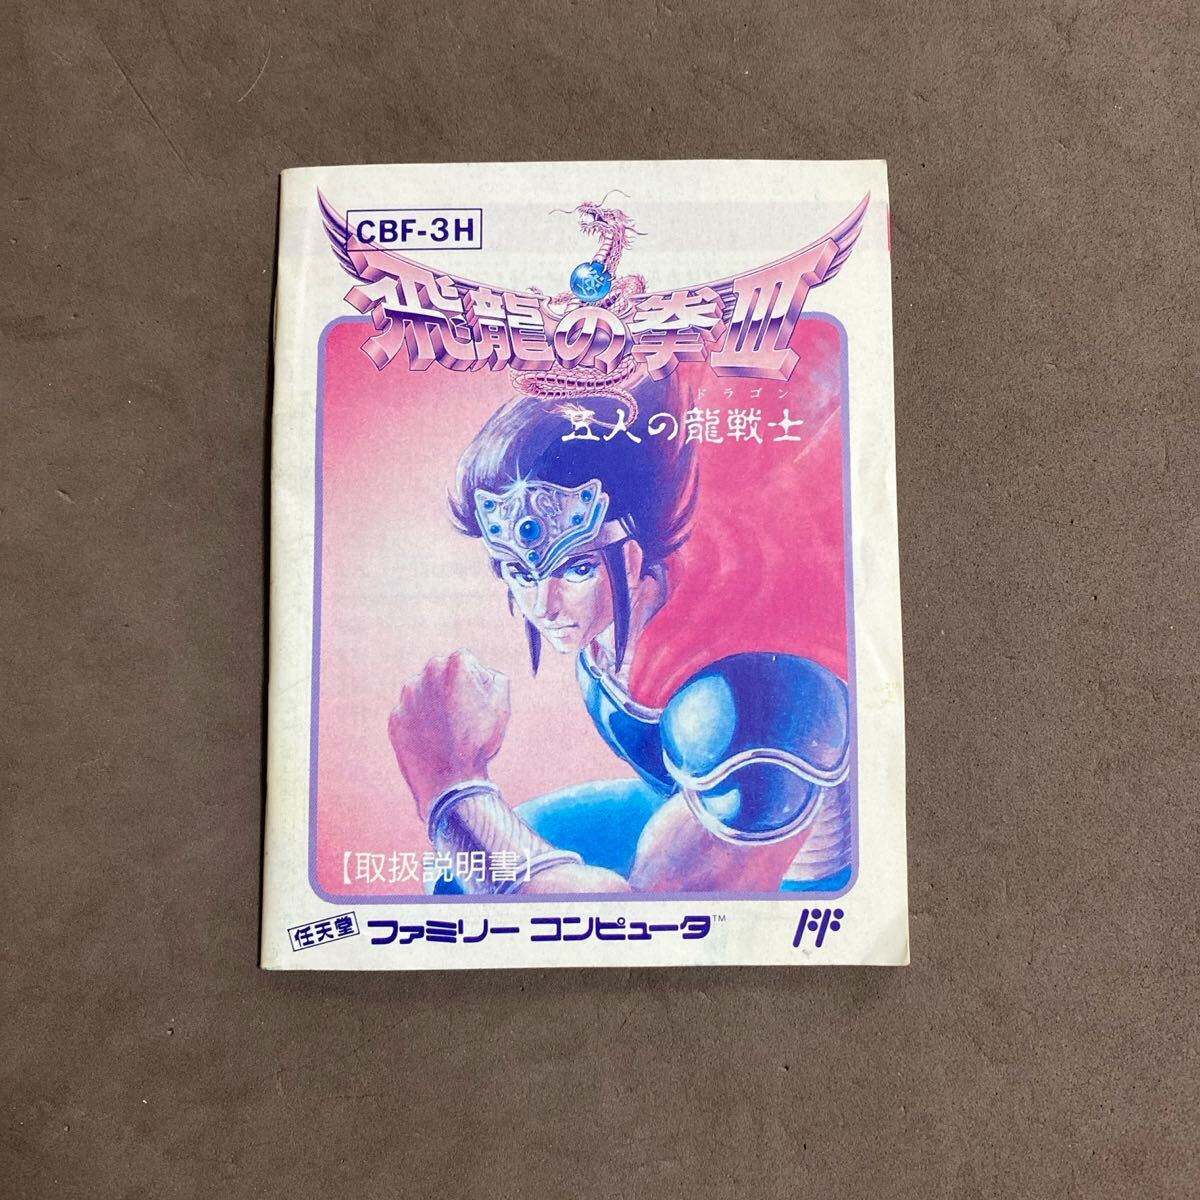 CBF-3H
飛龍の拳III
ドラゴン
五人の龍戦士
【取扱説明書】
任天堂 ファミリー コンピュータ™